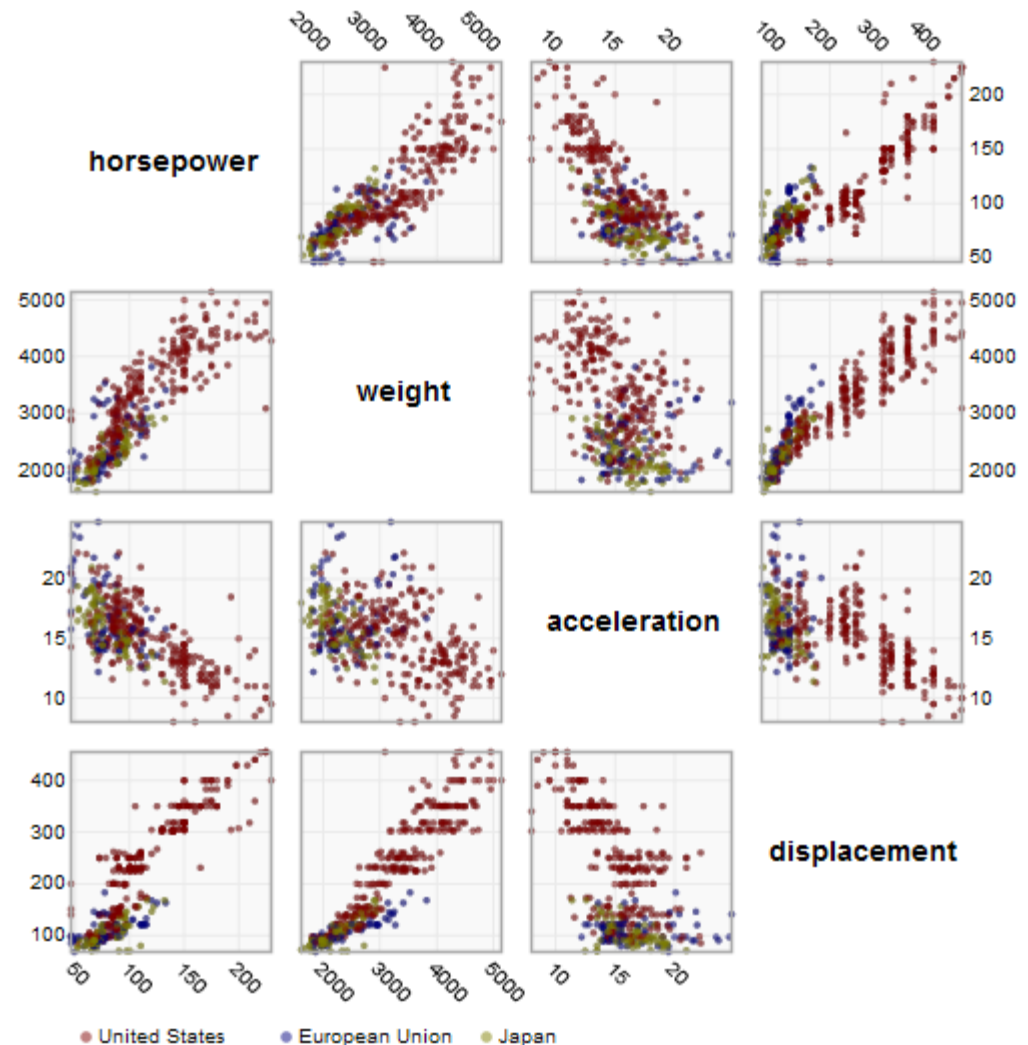 2000 3000 4000 5000 10 15 20 100 200 300 400
200
horsepower 150
100
50
5000 5000
4000 weight 4000
3000 3000
2000 2000
20 20
15 acceleration 15
10 10
400
300 displacement
200
100
50 100 150 200 2000 3000 4000 5000 10 15 20
United States European Union Japan